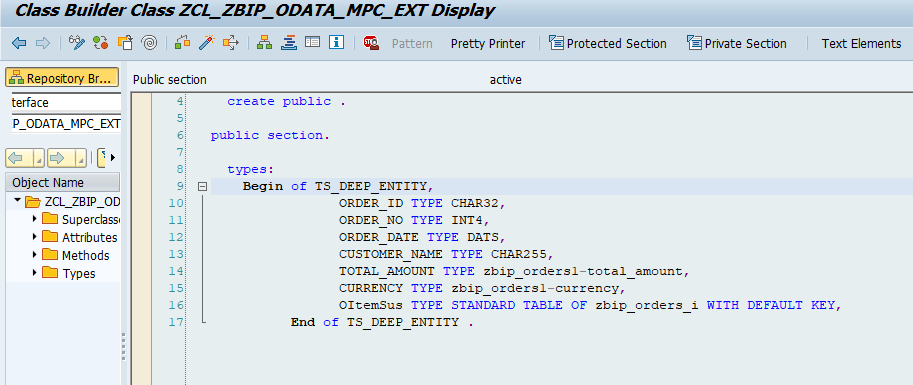 Class Builder Class ZCL_ZBIP_ODATA_MPC_EXT Display
Pattern Pretty Printer Protected Section Private Section Text Elements
Repository Br...
terface
P_ODATA_MPC_EXT
Object Name
ZCL_ZBIP_OD
Superclasse
Attributes
Methods
Types
Public section active
4 create public .
5
6 public section.
7
8 types:
9 Begin of TS_DEEP_ENTITY,
10 ORDER_ID TYPE CHAR32,
11 ORDER_NO TYPE INT4,
12 ORDER_DATE TYPE DATS,
13 CUSTOMER_NAME TYPE CHAR255,
14 TOTAL_AMOUNT TYPE zbip_orders1-total_amount,
15 CURRENCY TYPE zbip_orders1-currency,
16 OItemSus TYPE STANDARD TABLE OF zbip_orders_i WITH DEFAULT KEY,
17 End of TS_DEEP_ENTITY .